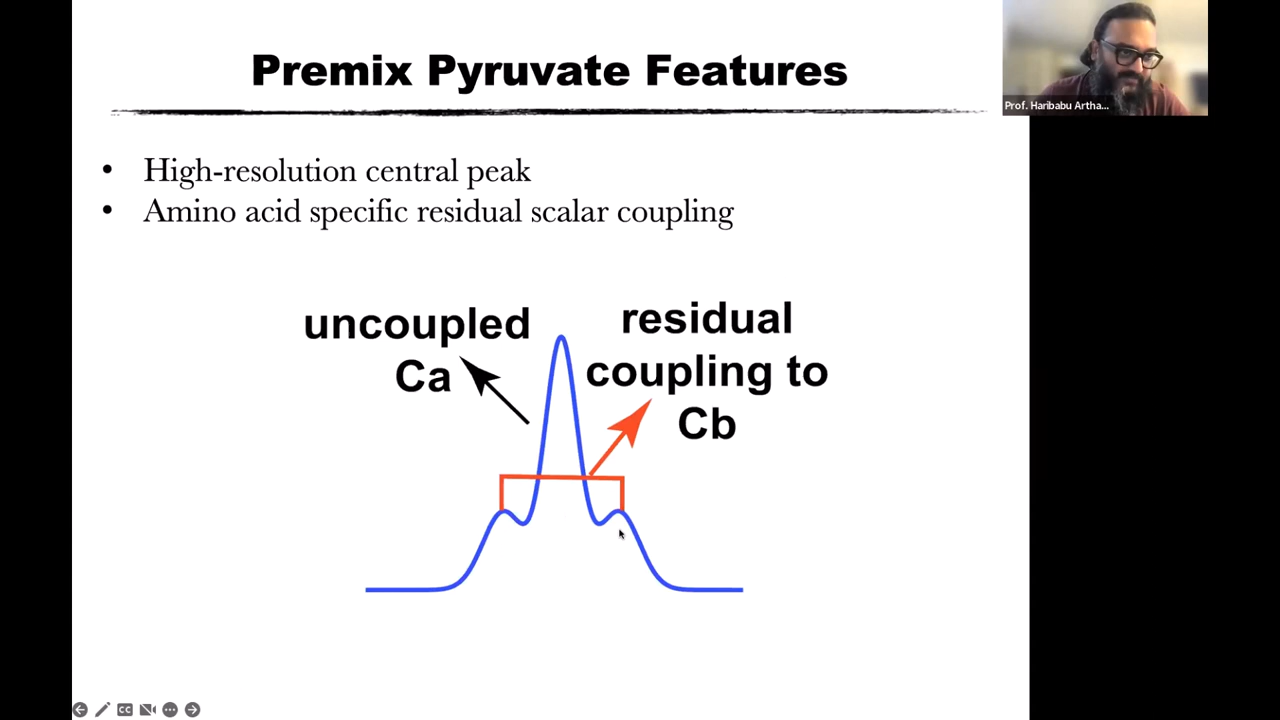 Premix Pyruvate Features
Prof. Haribabu Artha...
• High-resolution central peak
• Amino acid specific residual scalar coupling
uncoupled
Ca
residual
coupling to
Cb
CC